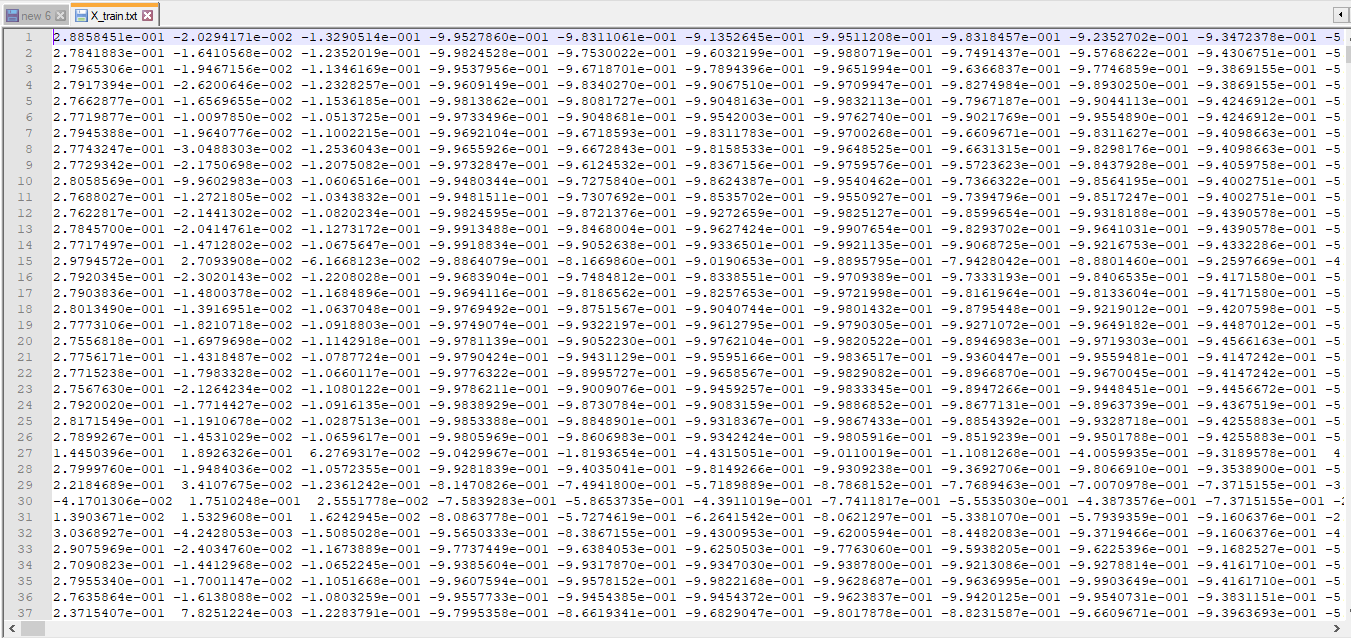 new 6 X_train.txt
1 2.8858451e-001 -2.0294171e-002 -1.3290514e-001 -9.9527860e-001 -9.8311061e-001 -9.1352645e-001 -9.9511208e-001 -9.8318457e-001 -9.2352702e-001 -9.3472378e-001 -5
2 2.7841883e-001 -1.6410568e-002 -1.2352019e-001 -9.9824528e-001 -9.7530022e-001 -9.6032199e-001 -9.9880719e-001 -9.7491437e-001 -9.5768622e-001 -9.4306751e-001 -5
3 2.7965306e-001 -1.9467156e-002 -1.1346169e-001 -9.9537956e-001 -9.6718701e-001 -9.7894396e-001 -9.9651994e-001 -9.6366837e-001 -9.7746859e-001 -9.3869155e-001 -5
4 2.7917394e-001 -2.6200646e-002 -1.2328257e-001 -9.9609149e-001 -9.8340270e-001 -9.9067510e-001 -9.9709947e-001 -9.8274984e-001 -9.8930250e-001 -9.3869155e-001 -5
5 2.7662877e-001 -1.6569655e-002 -1.1536185e-001 -9.9813862e-001 -9.8081727e-001 -9.9048163e-001 -9.9832113e-001 -9.7967187e-001 -9.9044113e-001 -9.4246912e-001 -5
6 2.7719877e-001 -1.0097850e-002 -1.0513725e-001 -9.9733496e-001 -9.9048681e-001 -9.9542003e-001 -9.9762740e-001 -9.9021769e-001 -9.9554890e-001 -9.4246912e-001 -5
7 2.7945388e-001 -1.9640776e-002 -1.1002215e-001 -9.9692104e-001 -9.6718593e-001 -9.8311783e-001 -9.9700268e-001 -9.6609671e-001 -9.8311627e-001 -9.4098663e-001 -5
8 2.7743247e-001 -3.0488303e-002 -1.2536043e-001 -9.9655926e-001 -9.6672843e-001 -9.8158533e-001 -9.9648525e-001 -9.6631315e-001 -9.8298176e-001 -9.4098663e-001 -5
9 2.7729342e-001 -2.1750698e-002 -1.2075082e-001 -9.9732847e-001 -9.6124532e-001 -9.8367156e-001 -9.9759576e-001 -9.5723623e-001 -9.8437928e-001 -9.4059758e-001 -5
10 2.8058569e-001 -9.9602983e-003 -1.0606516e-001 -9.9480344e-001 -9.7275840e-001 -9.8624387e-001 -9.9540462e-001 -9.7366322e-001 -9.8564195e-001 -9.4002751e-001 -5
11 2.7688027e-001 -1.2721805e-002 -1.0343832e-001 -9.9481511e-001 -9.7307692e-001 -9.8535702e-001 -9.9550927e-001 -9.7394796e-001 -9.8517247e-001 -9.4002751e-001 -5
12 2.7622817e-001 -2.1441302e-002 -1.0820234e-001 -9.9824595e-001 -9.8721376e-001 -9.9272659e-001 -9.9825127e-001 -9.8599654e-001 -9.9318188e-001 -9.4390578e-001 -5
13 2.7845700e-001 -2.0414761e-002 -1.1273172e-001 -9.9913488e-001 -9.8468004e-001 -9.9627424e-001 -9.9907654e-001 -9.8293702e-001 -9.9641031e-001 -9.4390578e-001 -5
14 2.7717497e-001 -1.4712802e-002 -1.0675647e-001 -9.9918834e-001 -9.9052638e-001 -9.9336501e-001 -9.9921135e-001 -9.9068725e-001 -9.9216753e-001 -9.4332286e-001 -5
15 2.9794572e-001 2.7093908e-002 -6.1668123e-002 -9.8864079e-001 -8.1669860e-001 -9.0190653e-001 -9.8895795e-001 -7.9428042e-001 -8.8801460e-001 -9.2597669e-001 -4
16 2.7920345e-001 -2.3020143e-002 -1.2208028e-001 -9.9683904e-001 -9.7484812e-001 -9.8338551e-001 -9.9709389e-001 -9.7333193e-001 -9.8406535e-001 -9.4171580e-001 -5
17 2.7903836e-001 -1.4800378e-002 -1.1684896e-001 -9.9694116e-001 -9.8186562e-001 -9.8257653e-001 -9.9721998e-001 -9.8161964e-001 -9.8133604e-001 -9.4171580e-001 -5
18 2.8013490e-001 -1.3916951e-002 -1.0637048e-001 -9.9769492e-001 -9.8751567e-001 -9.9040744e-001 -9.9801432e-001 -9.8795448e-001 -9.9219012e-001 -9.4207598e-001 -5
19 2.7773106e-001 -1.8210718e-002 -1.0918803e-001 -9.9749074e-001 -9.9322197e-001 -9.9612795e-001 -9.9790305e-001 -9.9271072e-001 -9.9649182e-001 -9.4487012e-001 -5
20 2.7556818e-001 -1.6979698e-002 -1.1142918e-001 -9.9781139e-001 -9.9052230e-001 -9.9762104e-001 -9.9820522e-001 -9.8946983e-001 -9.9719303e-001 -9.4566163e-001 -5
21 2.7756171e-001 -1.4318487e-002 -1.0787724e-001 -9.9790424e-001 -9.9431129e-001 -9.9595166e-001 -9.9836517e-001 -9.9360447e-001 -9.9559481e-001 -9.4147242e-001 -5
22 2.7715238e-001 -1.7983328e-002 -1.0660117e-001 -9.9776322e-001 -9.8995727e-001 -9.9658567e-001 -9.9829082e-001 -9.8966870e-001 -9.9670045e-001 -9.4147242e-001 -5
23 2.7567630e-001 -2.1264234e-002 -1.1080122e-001 -9.9786211e-001 -9.9009076e-001 -9.9459257e-001 -9.9833345e-001 -9.8947266e-001 -9.9448451e-001 -9.4456672e-001 -5
24 2.7920020e-001 -1.7714427e-002 -1.0916135e-001 -9.9838929e-001 -9.8730784e-001 -9.9083159e-001 -9.9886852e-001 -9.8677131e-001 -9.8963739e-001 -9.4367519e-001 -5
25 2.8171549e-001 -1.1910678e-002 -1.0287513e-001 -9.9853388e-001 -9.8848901e-001 -9.9318367e-001 -9.9867433e-001 -9.8854392e-001 -9.9328718e-001 -9.4255883e-001 -5
26 2.7899267e-001 -1.4531029e-002 -1.0659617e-001 -9.9805969e-001 -9.8606983e-001 -9.9342424e-001 -9.9805916e-001 -9.8519239e-001 -9.9501788e-001 -9.4255883e-001 -5
27 1.4450396e-001 1.8926326e-001 6.2769317e-002 -9.0429967e-001 -1.8193654e-001 -4.4315051e-001 -9.0110019e-001 -1.1081268e-001 -4.0059935e-001 -9.3189578e-001 4
28 2.7999760e-001 -1.9484036e-002 -1.0572355e-001 -9.9281839e-001 -9.4035041e-001 -9.8149266e-001 -9.9309238e-001 -9.3692706e-001 -9.8066910e-001 -9.3538900e-001 -5
29 2.2184689e-001 3.4107675e-002 -1.2361242e-001 -8.1470826e-001 -7.4941800e-001 -5.7189889e-001 -8.7868152e-001 -7.7689463e-001 -7.0070978e-001 -7.3715155e-001 -3
30 -4.1701306e-002 1.7510248e-001 2.5551778e-002 -7.5839283e-001 -5.8653735e-001 -4.3911019e-001 -7.7411817e-001 -5.5535030e-001 -4.3873576e-001 -7.3715155e-001 -2
31 1.3903671e-002 1.5329608e-001 1.6242945e-002 -8.0863778e-001 -5.7274619e-001 -6.2641542e-001 -8.0621297e-001 -5.3381070e-001 -5.7939359e-001 -9.1606376e-001 -2
32 3.0368927e-001 -4.2428053e-003 -1.5085028e-001 -9.5650333e-001 -8.3867155e-001 -9.4300953e-001 -9.6200594e-001 -8.4482083e-001 -9.3719466e-001 -9.1606376e-001 -4
33 2.9075969e-001 -2.4034760e-002 -1.1673889e-001 -9.7737449e-001 -9.6384053e-001 -9.6250503e-001 -9.7763060e-001 -9.5938205e-001 -9.6225396e-001 -9.1682527e-001 -5
34 2.7090823e-001 -1.4412968e-002 -1.0652245e-001 -9.9385604e-001 -9.9317870e-001 -9.9347030e-001 -9.9387800e-001 -9.9213086e-001 -9.9278814e-001 -9.4161710e-001 -5
35 2.7955340e-001 -1.7001147e-002 -1.1051668e-001 -9.9607594e-001 -9.9578152e-001 -9.9822168e-001 -9.9628687e-001 -9.9636995e-001 -9.9903649e-001 -9.4161710e-001 -5
36 2.7635864e-001 -1.6138088e-002 -1.0803259e-001 -9.9557733e-001 -9.9454385e-001 -9.9454372e-001 -9.9623837e-001 -9.9420125e-001 -9.9540731e-001 -9.3831151e-001 -5
37 2.3715407e-001 7.8251224e-003 -1.2283791e-001 -9.7995358e-001 -8.6619341e-001 -9.6829047e-001 -9.8017878e-001 -8.8231587e-001 -9.6609671e-001 -9.3963693e-001 -5